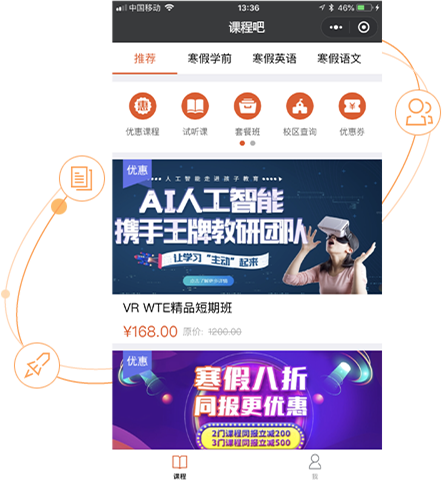 中国移动
13:36
46%
课程吧
推荐 寒假学前 寒假英语 寒假语文
惠
优惠课程 试听课 套餐班 校区查询 优惠券
优惠
人工智能走进孩子教育
AI人工智能
携手王牌教研团队
让学习“主动”起来
VR WTE精品短期班
¥168.00 原价: 1200.00
优惠
寒假八折
同报更优惠
2门课程同报立减200
3门课程同报立减500
课程 我